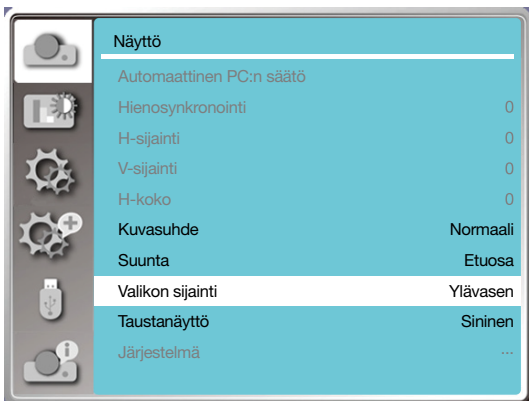 Näyttö
Automaattinen PC:n säätö
Hienosynkronointi 0
H-sijainti 0
V-sijainti 0
H-koko 0
Kuvasuhde Normaali
Suunta Etuosa
Valikon sijainti Ylävasen
Taustanäyttö Sininen
Järjestelmä ...